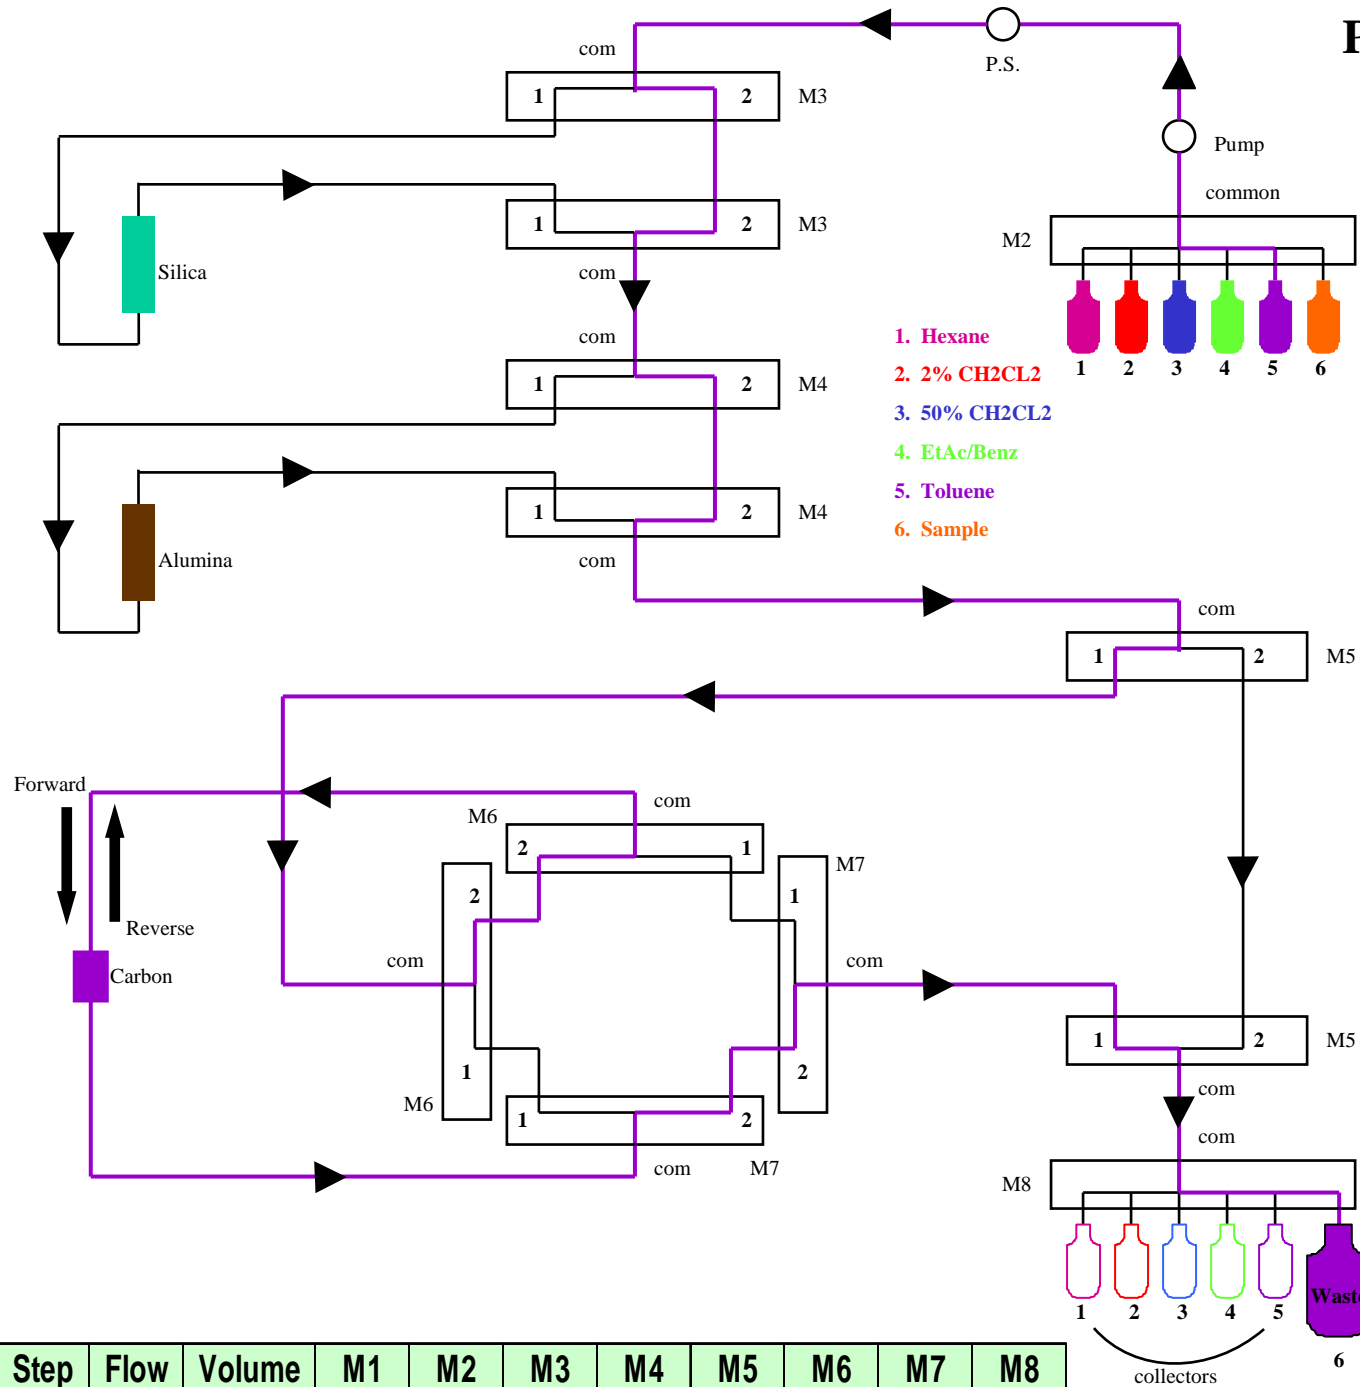 P
com
P.S.
1 2 M3
Pump
common
1 2 M3
M2
com
Silica
com
1. Hexane
2. 2% CH2CL2
3. 50% CH2CL2
4. EtAc/Benz
5. Toluene
6. Sample
1 2 3 4 5 6
1 2 M4
1 2 M4
Alumina
com
com
1 2 M5
Forward
Reverse
Carbon
com
M6
2 1
M7
2
1
com
com
1
2
M6
1 2
com
M7
1 2 M5
com
com
M8
1 2 3 4 5
Waste
6
collectors
Step Flow Volume M1 M2 M3 M4 M5 M6 M7 M8